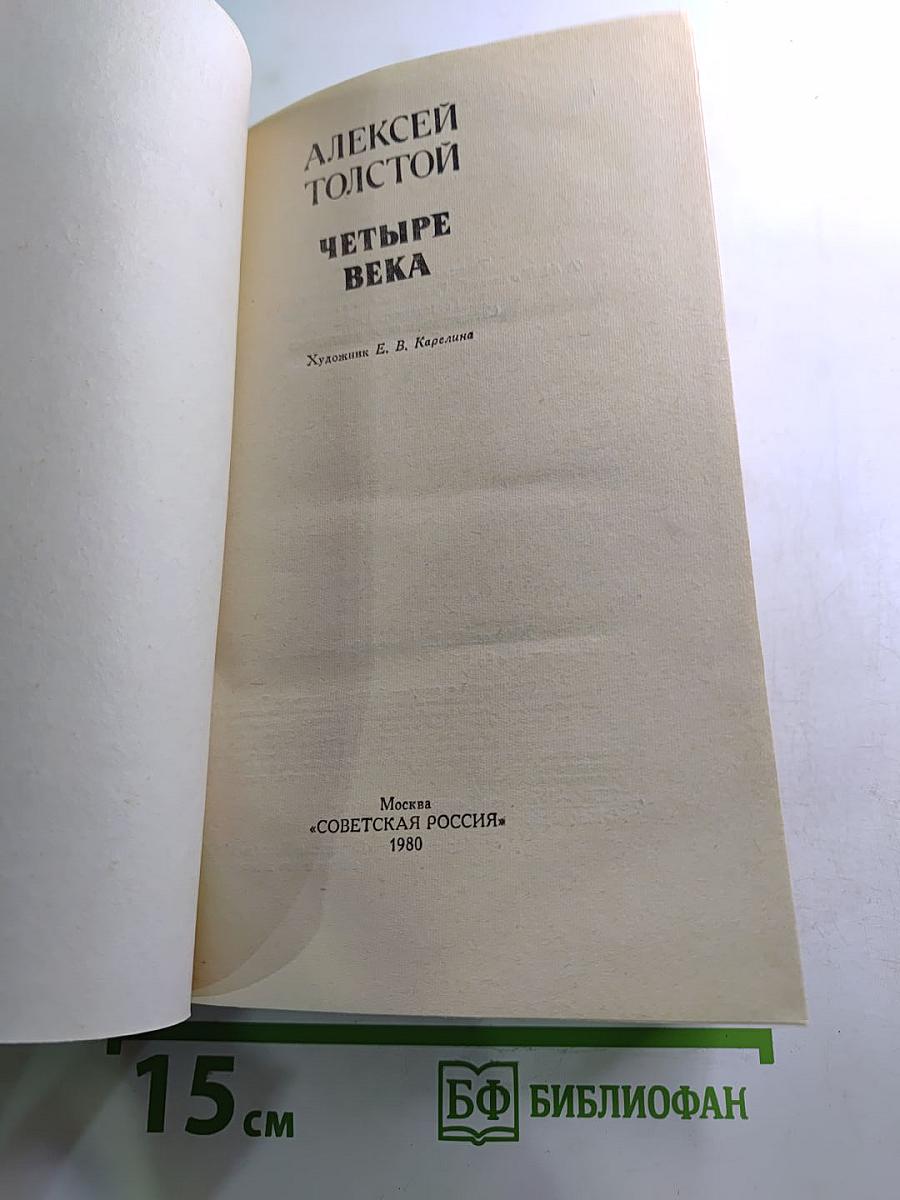 АЛЕКСЕЙ
ТОЛСТОЙ
ЧЕТЫРЕ
ВЕКА
Художник Е. В. Карелина
Москва
«СОВЕТСКАЯ РОССИЯ»
1980
15 см
БФ БИБЛИОФАН